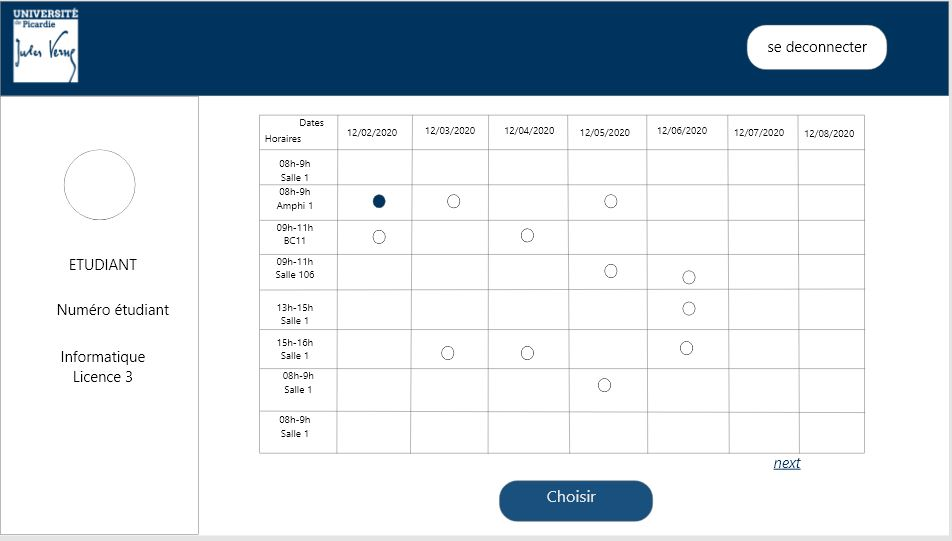 UNIVERSITÉ
de Picardie
Jules Verne
se deconnecter
ETUDIANT
Numéro étudiant
Informatique
Licence 3
Dates
Horaires
12/02/2020 12/03/2020 12/04/2020 12/05/2020 12/06/2020 12/07/2020 12/08/2020
08h-9h
Salle 1
08h-9h
Amphi 1
09h-11h
BC11
09h-11h
Salle 106
13h-15h
Salle 1
15h-16h
Salle 1
08h-9h
Salle 1
08h-9h
Salle 1
next
Choisir